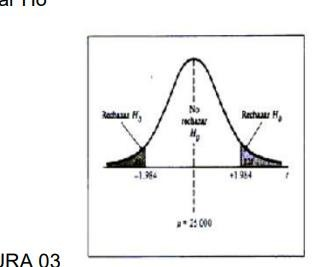 ar Ho
Rechazar H₀ No rechazar H₀ Rechazar H₀
-1.984 +1.984 t
μ = 25 000
URA 03